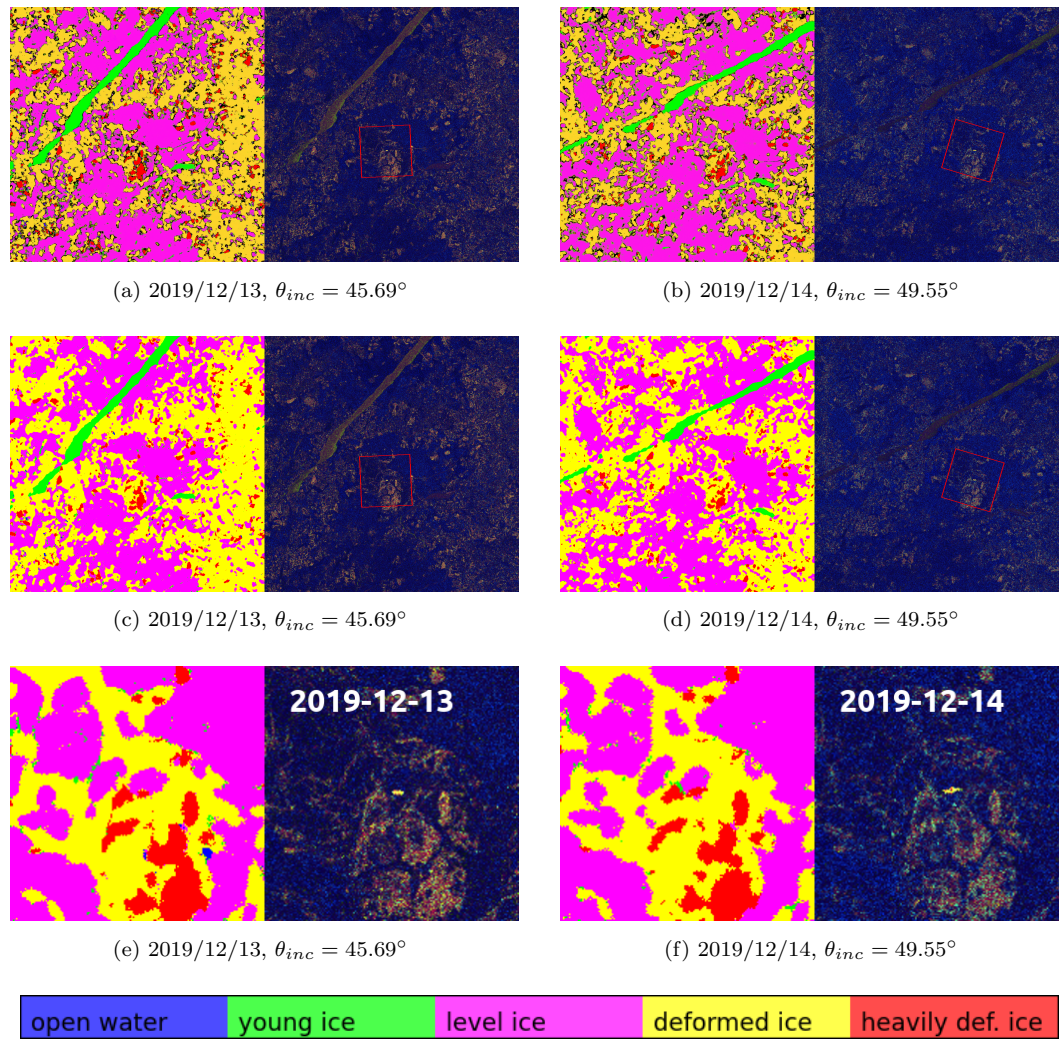 (a) 2019/12/13, θinc = 45.69°
(b) 2019/12/14, θinc = 49.55°
(c) 2019/12/13, θinc = 45.69°
(d) 2019/12/14, θinc = 49.55°
2019-12-13
2019-12-14
(e) 2019/12/13, θinc = 45.69°
(f) 2019/12/14, θinc = 49.55°
open water young ice level ice deformed ice heavily def. ice